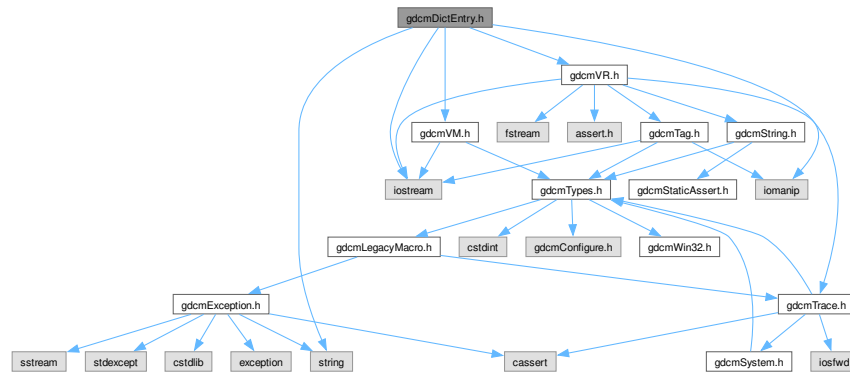 gdcmDictEntry.h
gdcmVR.h
gdcmVM.h
fstream
assert.h
gdcmTag.h
gdcmString.h
iostream
gdcmTypes.h
gdcmStaticAssert.h
iomanip
gdcmLegacyMacro.h
cstdint
gdcmConfigure.h
gdcmWin32.h
gdcmException.h
gdcmTrace.h
sstream
stdexcept
cstdlib
exception
string
cassert
gdcmSystem.h
iosfwd